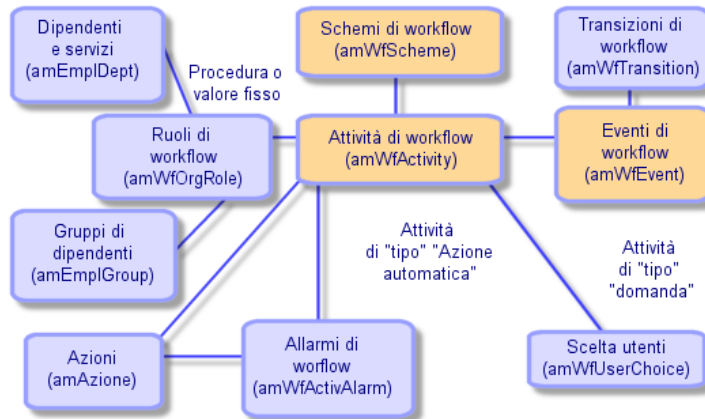 Dipendenti
e servizi
(amEmplDept)
Schemi di workflow
(amWfScheme)
Transizioni di
workflow
(amWfTransition)
Procedura o
valore fisso
Ruoli di
workflow
(amWfOrgRole)
Attività di workflow
(amWfActivity)
Eventi di
workflow
(amWfEvent)
Gruppi di
dipendenti
(amEmplGroup)
Attività
di "tipo" "Azione
automatica"
Attività
di "tipo"
"domanda"
Azioni
(amAzione)
Allarmi di
worflow
(amWfActivAlarm)
Scelta utenti
(amWfUserChoice)